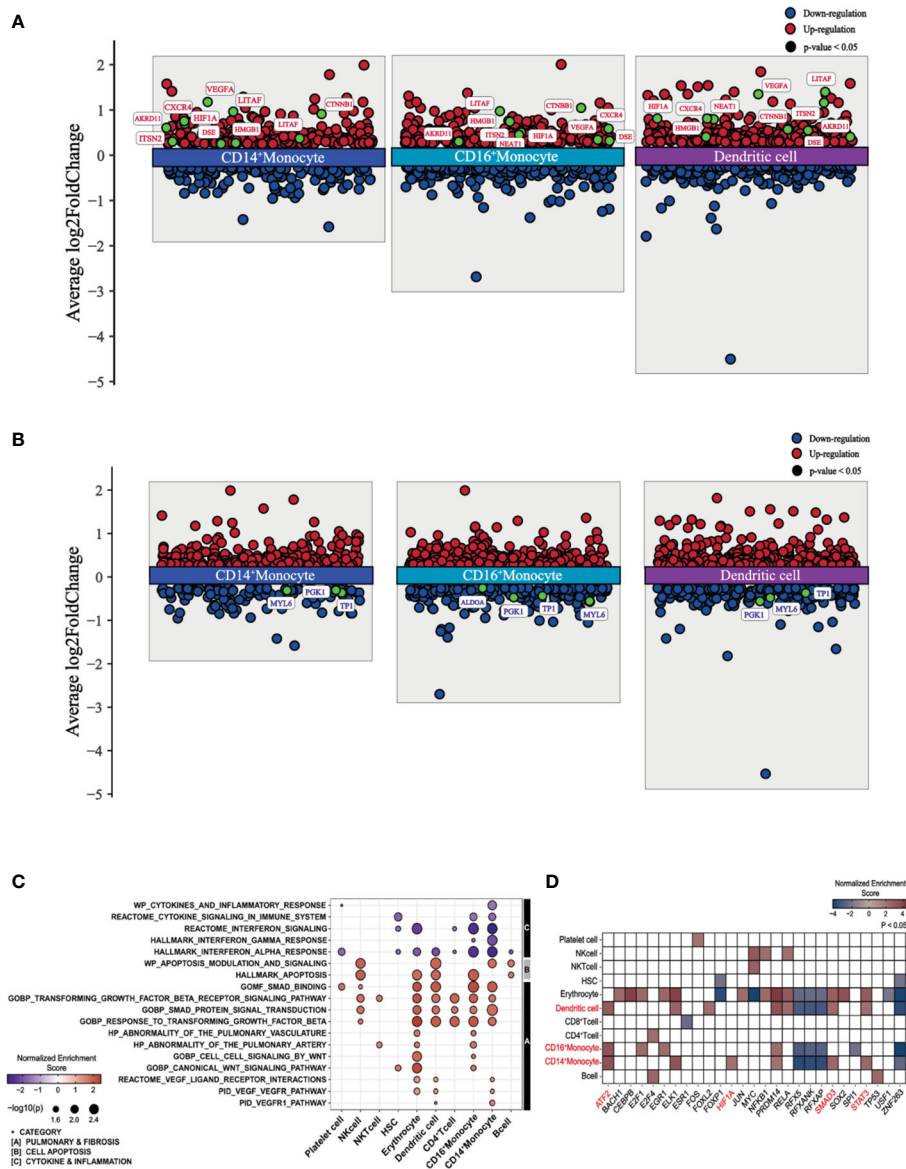 A
Down-regulation
Up-regulation
p-value < 0.05
Average log2FoldChange
2
1
0
−1
−2
−3
−4
−5
VEGFA
CXCR4
LITAF
CTNNB1
AKRD11
HIF1A
DSE
HMGB1
LITAF
ITSN2
CD14⁺Monocyte
LITAF
CTNBB1
HMGB1
CXCR4
AKRD11
ITSN2
HIF1A
VEGFA
DSE
NEAT1
CD16⁺Monocyte
LITAF
VEGFA
HIF1A
CXCR4
NEAT1
ITSN2
CTNNB1
HMGB1
AKRD11
DSE
Dendritic cell
B
Down-regulation
Up-regulation
p-value < 0.05
Average log2FoldChange
2
1
0
−1
−2
−3
−4
−5
CD14⁺Monocyte
MYL6
PGK1
TP1
CD16⁺Monocyte
ALDOA
PGK1
TP1
MYL6
Dendritic cell
PGK1
MYL6
TP1
C
WP_CYTOKINES_AND_INFLAMMATORY_RESPONSE
REACTOME_CYTOKINE_SIGNALING_IN_IMMUNE_SYSTEM
REACTOME_INTERFERON_SIGNALING
HALLMARK_INTERFERON_GAMMA_RESPONSE
HALLMARK_INTERFERON_ALPHA_RESPONSE
WP_APOPTOSIS_MODULATION_AND_SIGNALING
HALLMARK_APOPTOSIS
GOMF_SMAD_BINDING
GOBP_TRANSFORMING_GROWTH_FACTOR_BETA_RECEPTOR_SIGNALING_PATHWAY
GOBP_SMAD_PROTEIN_SIGNAL_TRANSDUCTION
GOBP_RESPONSE_TO_TRANSFORMING_GROWTH_FACTOR_BETA
HP_ABNORMALITY_OF_THE_PULMONARY_VASCULATURE
HP_ABNORMALITY_OF_THE_PULMONARY_ARTERY
GOBP_CELL_CELL_SIGNALING_BY_WNT
GOBP_CANONICAL_WNT_SIGNALING_PATHWAY
REACTOME_VEGF_LIGAND_RECEPTOR_INTERACTIONS
PID_VEGF_VEGFR_PATHWAY
PID_VEGFR1_PATHWAY
C
B
A
Platelet cell
NKcell
NKTcell
HSC
Erythrocyte
Dendritic cell
CD4⁺Tcell
CD16⁺Monocyte
CD14⁺Monocyte
Bcell
Normalized Enrichment
Score
-2 -1 0 1 2
−log10(p)
1.6 2.0 2.4
CATEGORY
[A] PULMONARY & FIBROSIS
[B] CELL APOPTOSIS
[C] CYTOKINE & INFLAMMATION
D
Normalized Enrichment
Score
-4 -2 0 2 4
P < 0.05
Platelet cell
NKcell
NKTcell
HSC
Erythrocyte
Dendritic cell
CD8⁺Tcell
CD4⁺Tcell
CD16⁺Monocyte
CD14⁺Monocyte
Bcell
ATF2
BACH1
CEBPB
E2F1
E2F4
EGR1
ELK1
ESR1
FOS
FOXL2
FOXP1
HIF1A
JUN
MYC
NFKB1
PRDM14
RELA
RFX5
RFXANK
RFXAP
SMAD3
SOX2
SPI1
STAT3
TP53
USF1
ZNF263